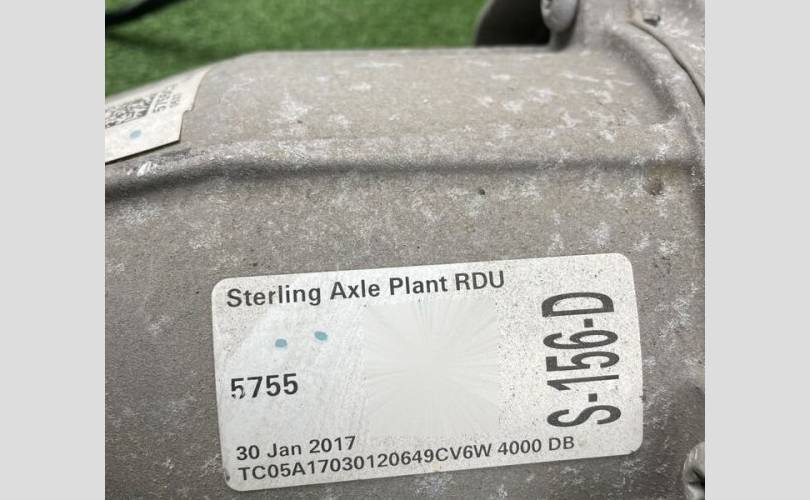 Sterling Axle Plant RDU
S-156-D
5755
30 Jan 2017
TC05A17030120649CV6W 4000 DB